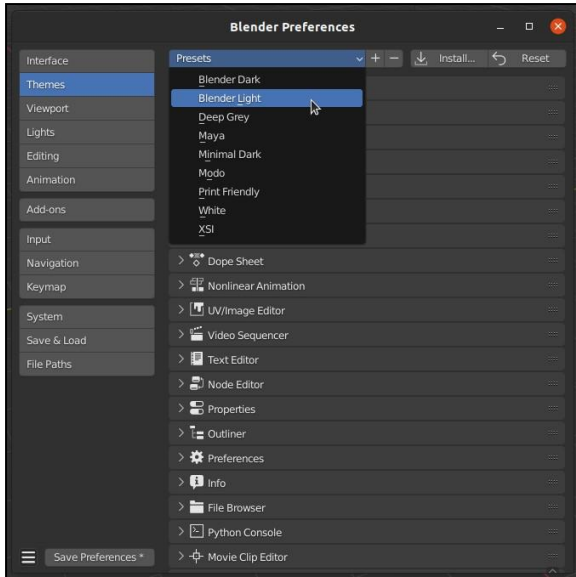 Blender Preferences
Interface
Themes
Viewport
Lights
Editing
Animation
Add-ons
Input
Navigation
Keymap
System
Save & Load
File Paths
Save Preferences *
Presets
Install...
Reset
Blender Dark
Blender Light
Deep Grey
Maya
Minimal Dark
Modo
Print Friendly
White
XSI
Dope Sheet
Nonlinear Animation
UV/Image Editor
Video Sequencer
Text Editor
Node Editor
Properties
Outliner
Preferences
Info
File Browser
Python Console
Movie Clip Editor